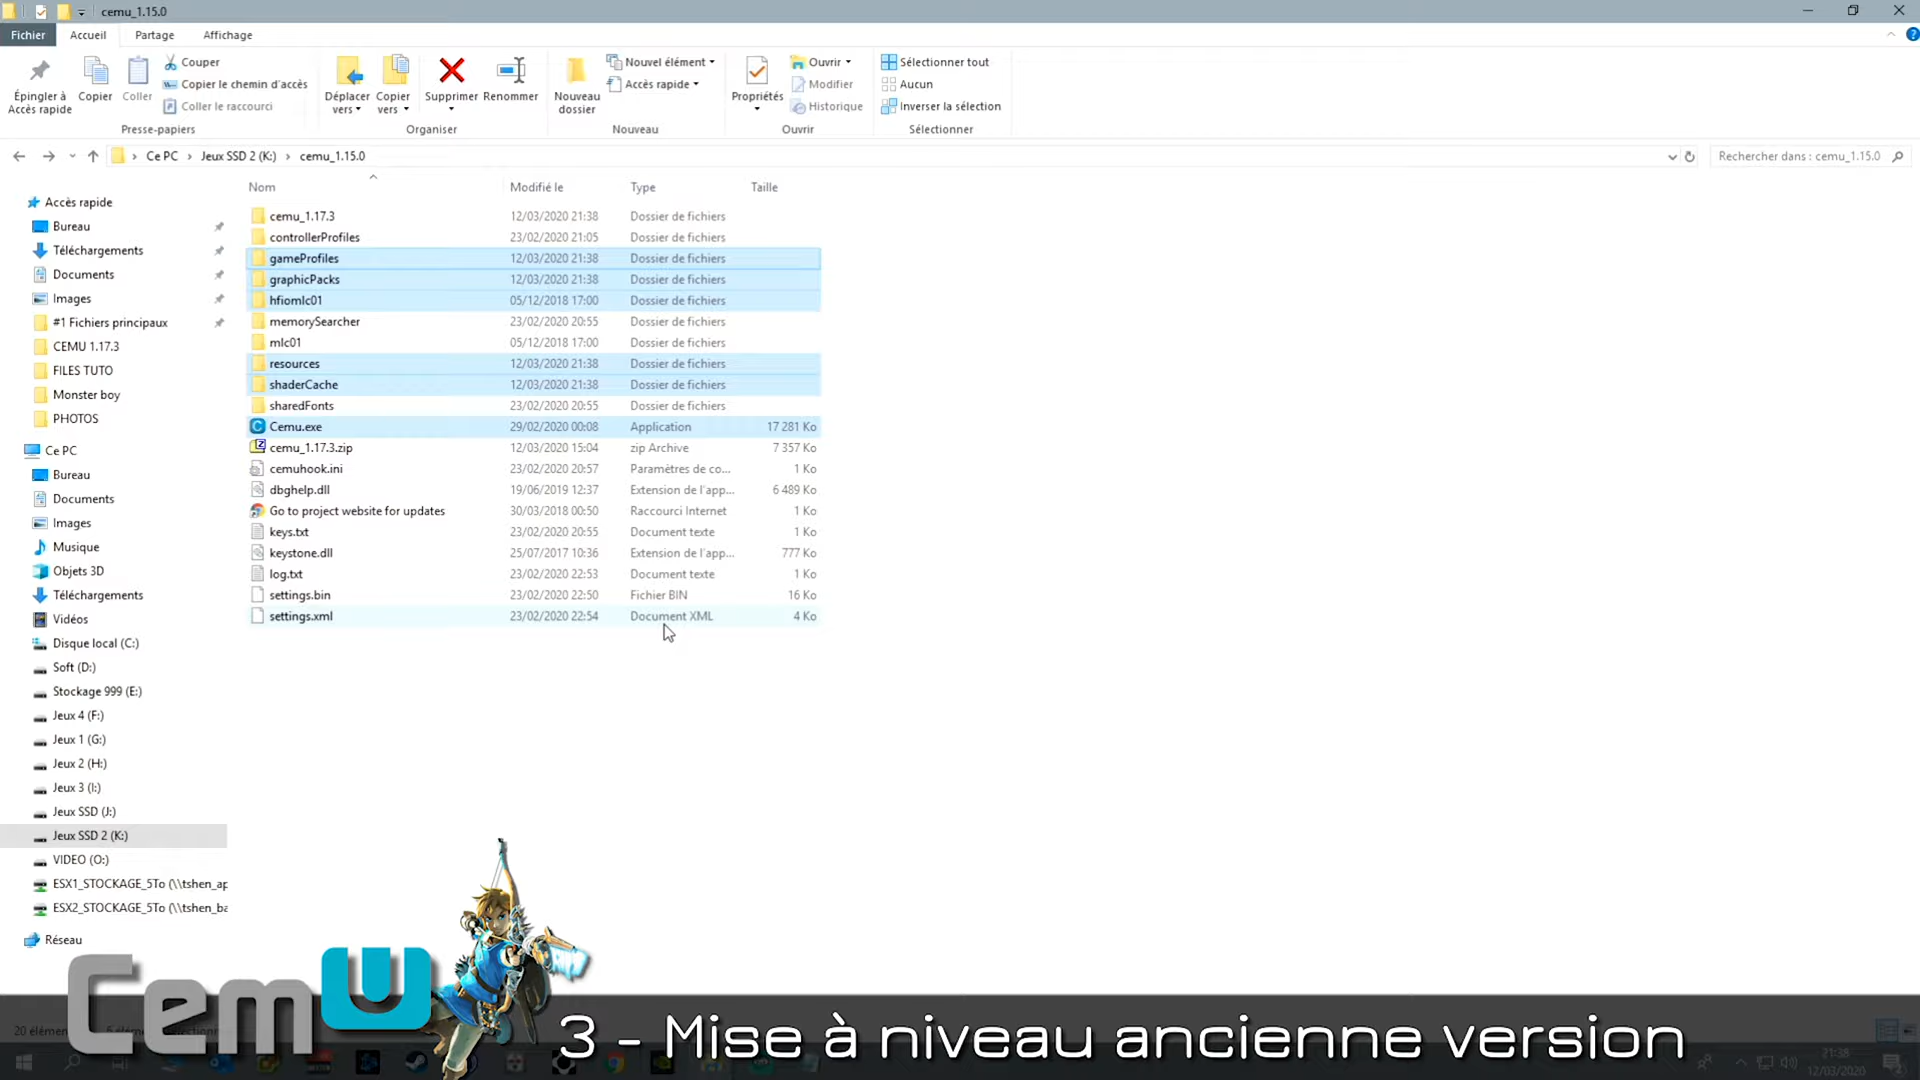 cemu_1.15.0
Fichier Accueil Partage Affichage
Épingler à Accès rapide
Copier
Coller
Couper
Copier le chemin d'accès
Coller le raccourci
Presse-papiers
Déplacer vers
Copier vers
Supprimer
Renommer
Organiser
Nouveau dossier
Nouvel élément
Accès rapide
Nouveau
Propriétés
Ouvrir
Modifier
Historique
Ouvrir
Sélectionner tout
Aucun
Inverser la sélection
Sélectionner
Ce PC > Jeux SSD 2 (K:) > cemu_1.15.0
Rechercher dans : cemu_1.15.0
Accès rapide
Bureau
Téléchargements
Documents
Images
#1 Fichiers principaux
CEMU 1.17.3
FILES TUTO
Monster boy
PHOTOS
Ce PC
Bureau
Documents
Images
Musique
Objets 3D
Téléchargements
Vidéos
Disque local (C:)
Soft (D:)
Stockage 999 (E:)
Jeux 4 (F:)
Jeux 1 (G:)
Jeux 2 (H:)
Jeux 3 (I:)
Jeux SSD (J:)
Jeux SSD 2 (K:)
VIDEO (O:)
ESX1_STOCKAGE_5To (\\tshen_ap
ESX2_STOCKAGE_5To (\\tshen_ba
Réseau
Nom Modifié le Type Taille
cemu_1.17.3 12/03/2020 21:38 Dossier de fichiers
controllerProfiles 23/02/2020 21:05 Dossier de fichiers
gameProfiles 12/03/2020 21:38 Dossier de fichiers
graphicPacks 12/03/2020 21:38 Dossier de fichiers
hfiomlc01 05/12/2018 17:00 Dossier de fichiers
memorySearcher 23/02/2020 20:55 Dossier de fichiers
mlc01 05/12/2018 17:00 Dossier de fichiers
resources 12/03/2020 21:38 Dossier de fichiers
shaderCache 12/03/2020 21:38 Dossier de fichiers
sharedFonts 23/02/2020 20:55 Dossier de fichiers
Cemu.exe 29/02/2020 00:08 Application 17 281 Ko
cemu_1.17.3.zip 12/03/2020 15:04 zip Archive 7 357 Ko
cemuhook.ini 23/02/2020 20:57 Paramètres de co... 1 Ko
dbghelp.dll 19/06/2019 12:37 Extension de l'app... 6 489 Ko
Go to project website for updates 30/03/2018 00:50 Raccourci Internet 1 Ko
keys.txt 23/02/2020 20:55 Document texte 1 Ko
keystone.dll 25/07/2017 10:36 Extension de l'app... 777 Ko
log.txt 23/02/2020 22:53 Document texte 1 Ko
settings.bin 23/02/2020 22:50 Fichier BIN 16 Ko
settings.xml 23/02/2020 22:54 Document XML 4 Ko
CemU
3 - Mise à niveau ancienne version
21:38
12/03/2020